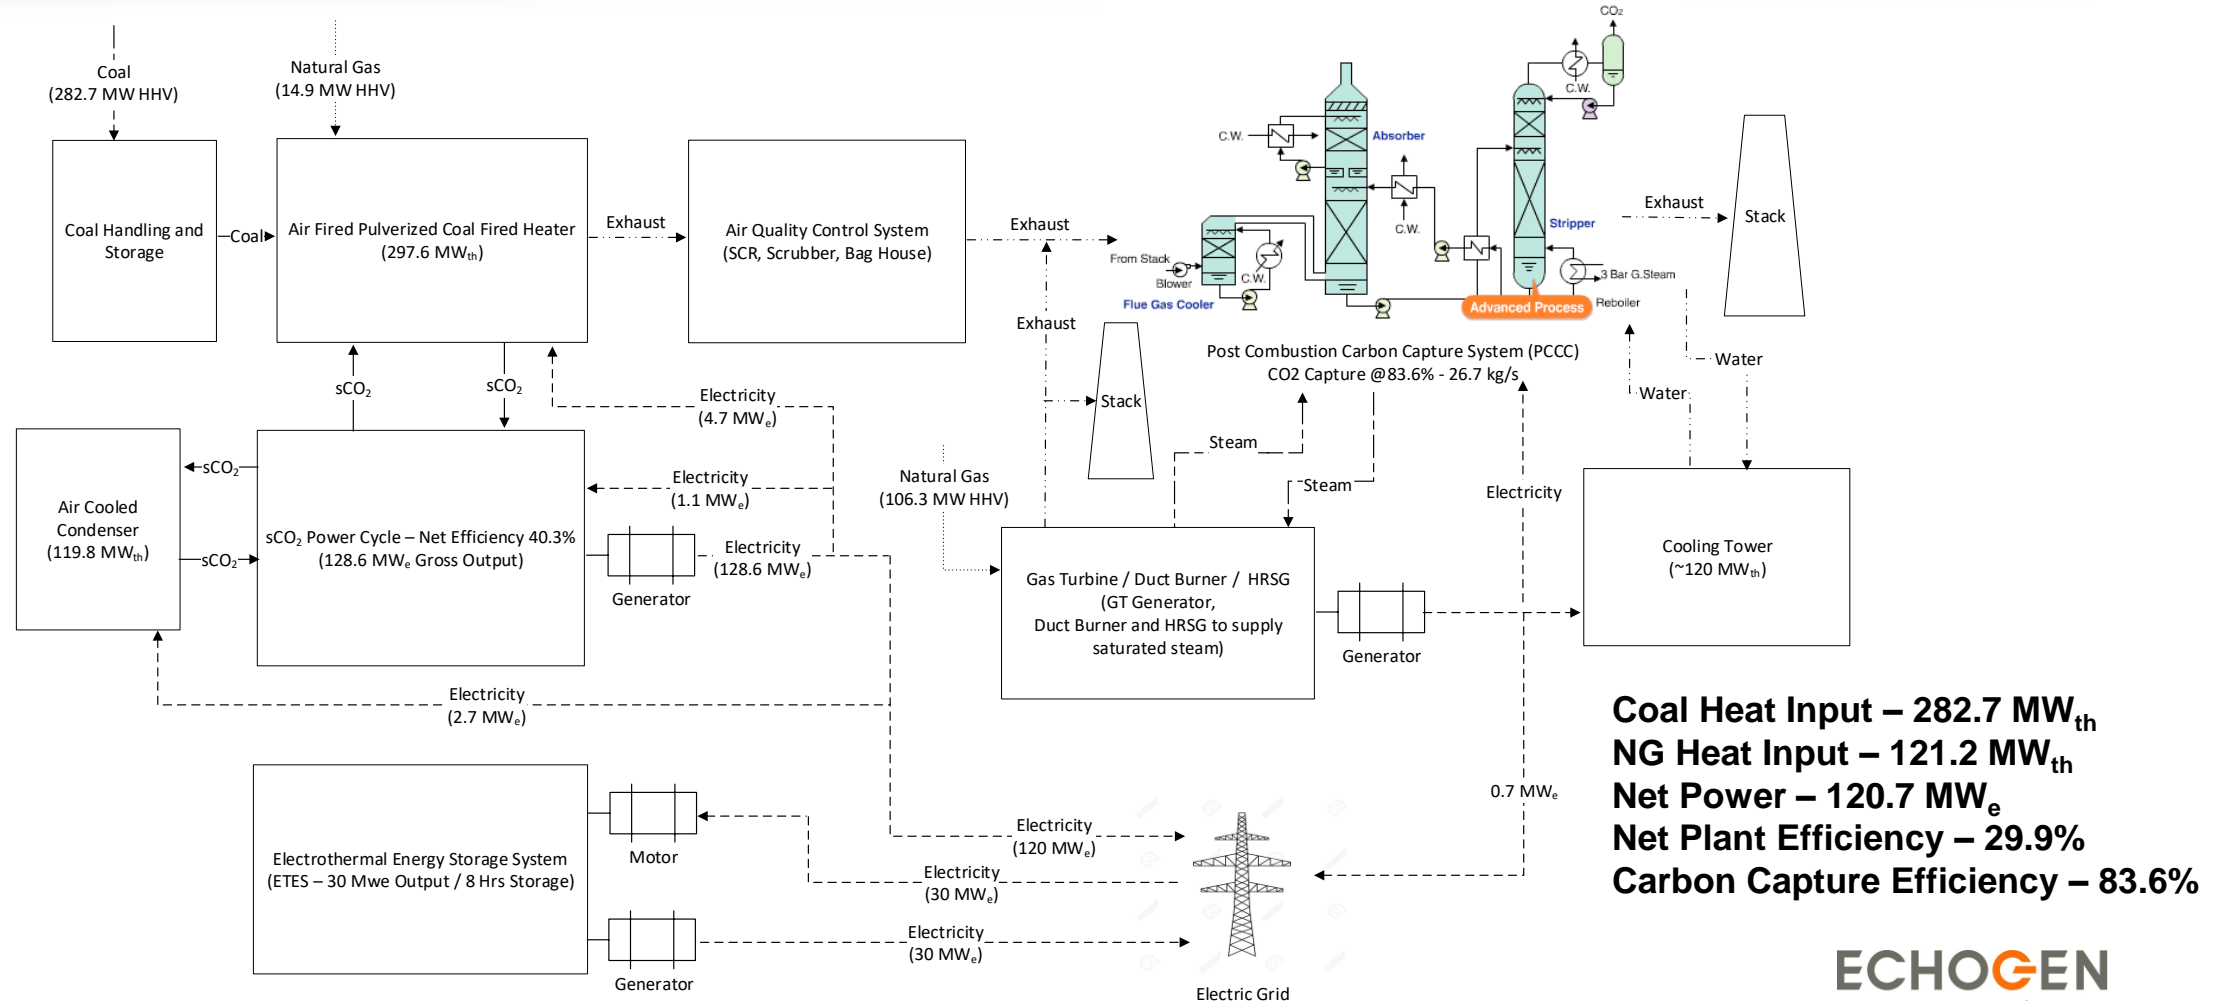 Coal
(282.7 MW HHV)
Natural Gas
(14.9 MW HHV)
Coal Handling and
Storage
Coal
Air Fired Pulverized Coal Fired Heater
(297.6 MWth)
Exhaust
Air Quality Control System
(SCR, Scrubber, Bag House)
Exhaust
Exhaust
Stack
CO2
C.W.
C.W.
Absorber
C.W.
Stripper
From Stack
Blower
C.W.
Flue Gas Cooler
3 Bar G.Steam
Reboiler
Advanced Process
Exhaust
Stack
Post Combustion Carbon Capture System (PCCC)
CO2 Capture @83.6% - 26.7 kg/s
Water
Water
sCO2
sCO2
Electricity
(4.7 MWe)
Electricity
(1.1 MWe)
sCO2
sCO2
Air Cooled
Condenser
(119.8 MWth)
sCO2 Power Cycle – Net Efficiency 40.3%
(128.6 MWe Gross Output)
Generator
Electricity
(128.6 MWe)
Electricity
(2.7 MWe)
Natural Gas
(106.3 MW HHV)
Steam
Steam
Gas Turbine / Duct Burner / HRSG
(GT Generator,
Duct Burner and HRSG to supply
saturated steam)
Generator
Electricity
Cooling Tower
(~120 MWth)
0.7 MWe
Electrothermal Energy Storage System
(ETES – 30 Mwe Output / 8 Hrs Storage)
Motor
Generator
Electricity
(120 MWe)
Electricity
(30 MWe)
Electricity
(30 MWe)
Electric Grid
Coal Heat Input – 282.7 MWth
NG Heat Input – 121.2 MWth
Net Power – 120.7 MWe
Net Plant Efficiency – 29.9%
Carbon Capture Efficiency – 83.6%
ECHOGEN